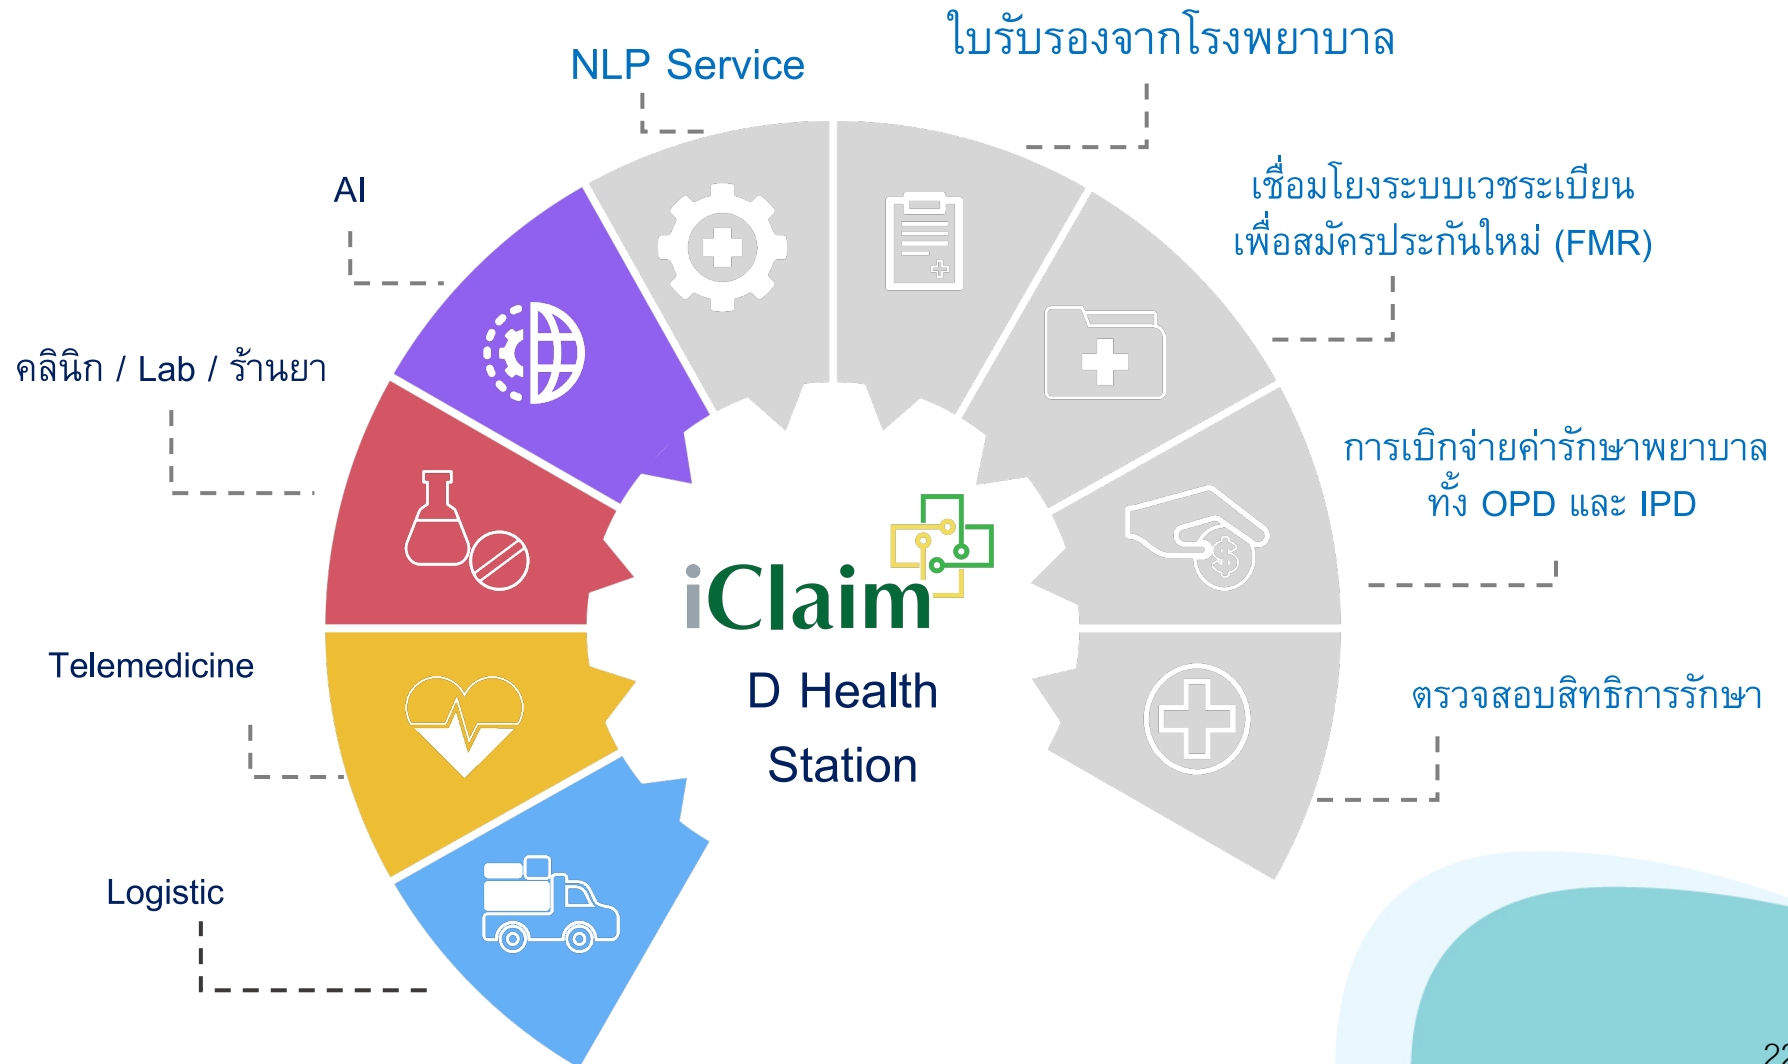 ใบรับรองจากโรงพยาบาล
NLP Service
AI
เชื่อมโยงระบบเวชระเบียน
เพื่อสมัครประกันใหม่ (FMR)
คลินิก / Lab / ร้านยา
การเบิกจ่ายค่ารักษาพยาบาล
ทั้ง OPD และ IPD
$
iClaim
D Health
Station
Telemedicine
ตรวจสอบสิทธิการรักษา
Logistic